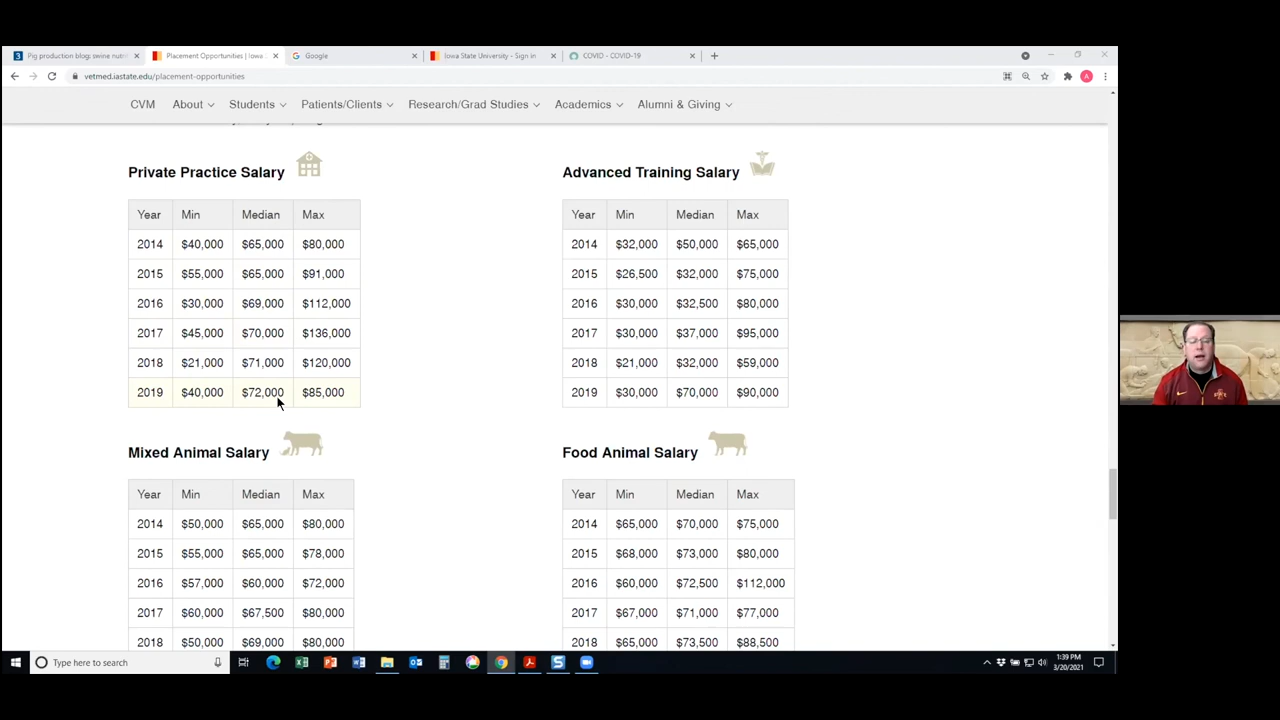 Pig production blog: swine nutri
Placement Opportunities | Iowa
Google
Iowa State University - Sign in
COVID - COVID-19
vetmed.iastate.edu/placement-opportunities
CVM About Students Patients/Clients Research/Grad Studies Academics Alumni & Giving
Private Practice Salary
Year Min Median Max
2014 $40,000 $65,000 $80,000
2015 $55,000 $65,000 $91,000
2016 $30,000 $69,000 $112,000
2017 $45,000 $70,000 $136,000
2018 $21,000 $71,000 $120,000
2019 $40,000 $72,000 $85,000
Advanced Training Salary
Year Min Median Max
2014 $32,000 $50,000 $65,000
2015 $26,500 $32,000 $75,000
2016 $30,000 $32,500 $80,000
2017 $30,000 $37,000 $95,000
2018 $21,000 $32,000 $59,000
2019 $30,000 $70,000 $90,000
Mixed Animal Salary
Year Min Median Max
2014 $50,000 $65,000 $80,000
2015 $55,000 $65,000 $78,000
2016 $57,000 $60,000 $72,000
2017 $60,000 $67,500 $80,000
2018 $50,000 $69,000 $80,000
Food Animal Salary
Year Min Median Max
2014 $65,000 $70,000 $75,000
2015 $68,000 $73,000 $80,000
2016 $60,000 $72,500 $112,000
2017 $67,000 $71,000 $77,000
2018 $65,000 $73,500 $88,500
Type here to search
1:39 PM
3/20/2021